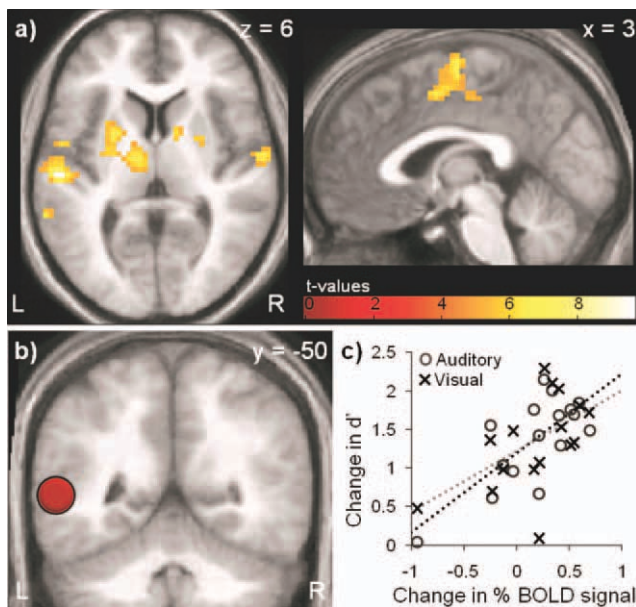 a)
z = 6
x = 3
L
R
t-values
0 2 4 6 8
b)
y = -50
L
R
c)
Auditory
Visual
Change in d'
2.5
2
1.5
1
0.5
0
-1 -0.5 0 0.5 1
Change in % BOLD signal